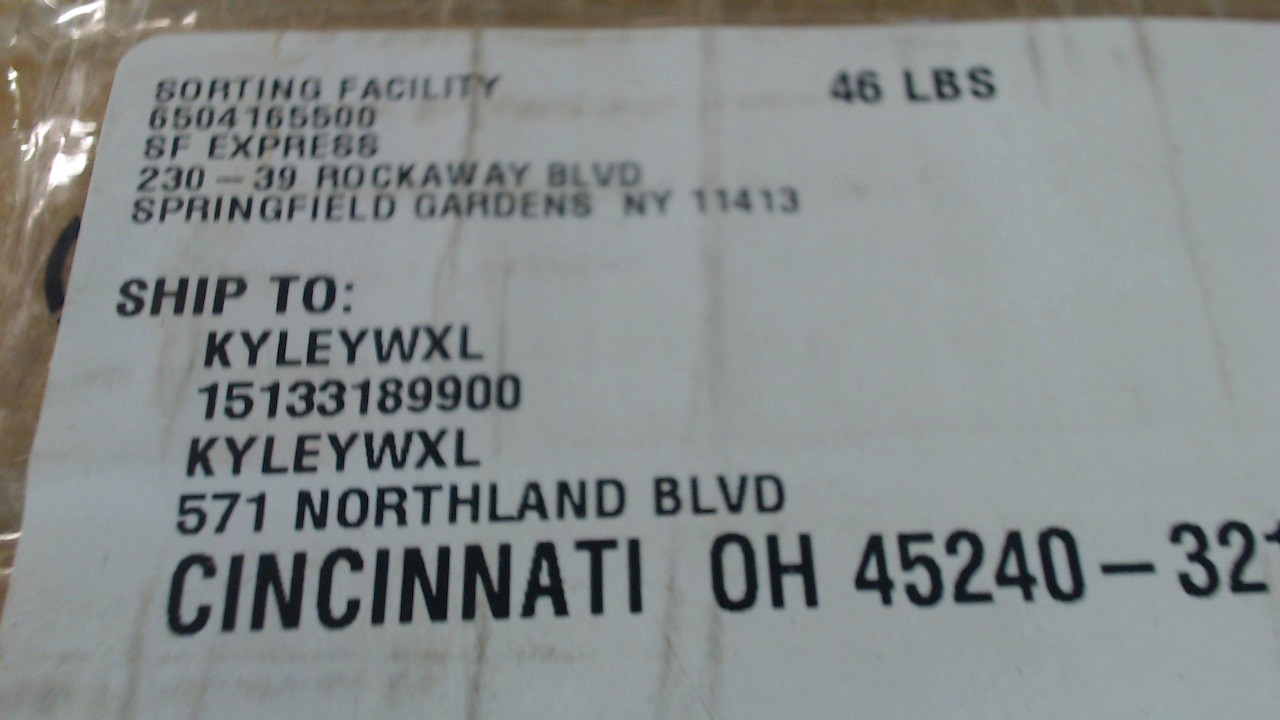 SORTING FACILITY 46 LBS
6504165500
SF EXPRESS
230-39 ROCKAWAY BLVD
SPRINGFIELD GARDENS NY 11413
SHIP TO:
KYLEYWXL
15133189900
KYLEYWXL
571 NORTHLAND BLVD
CINCINNATI OH 45240-32